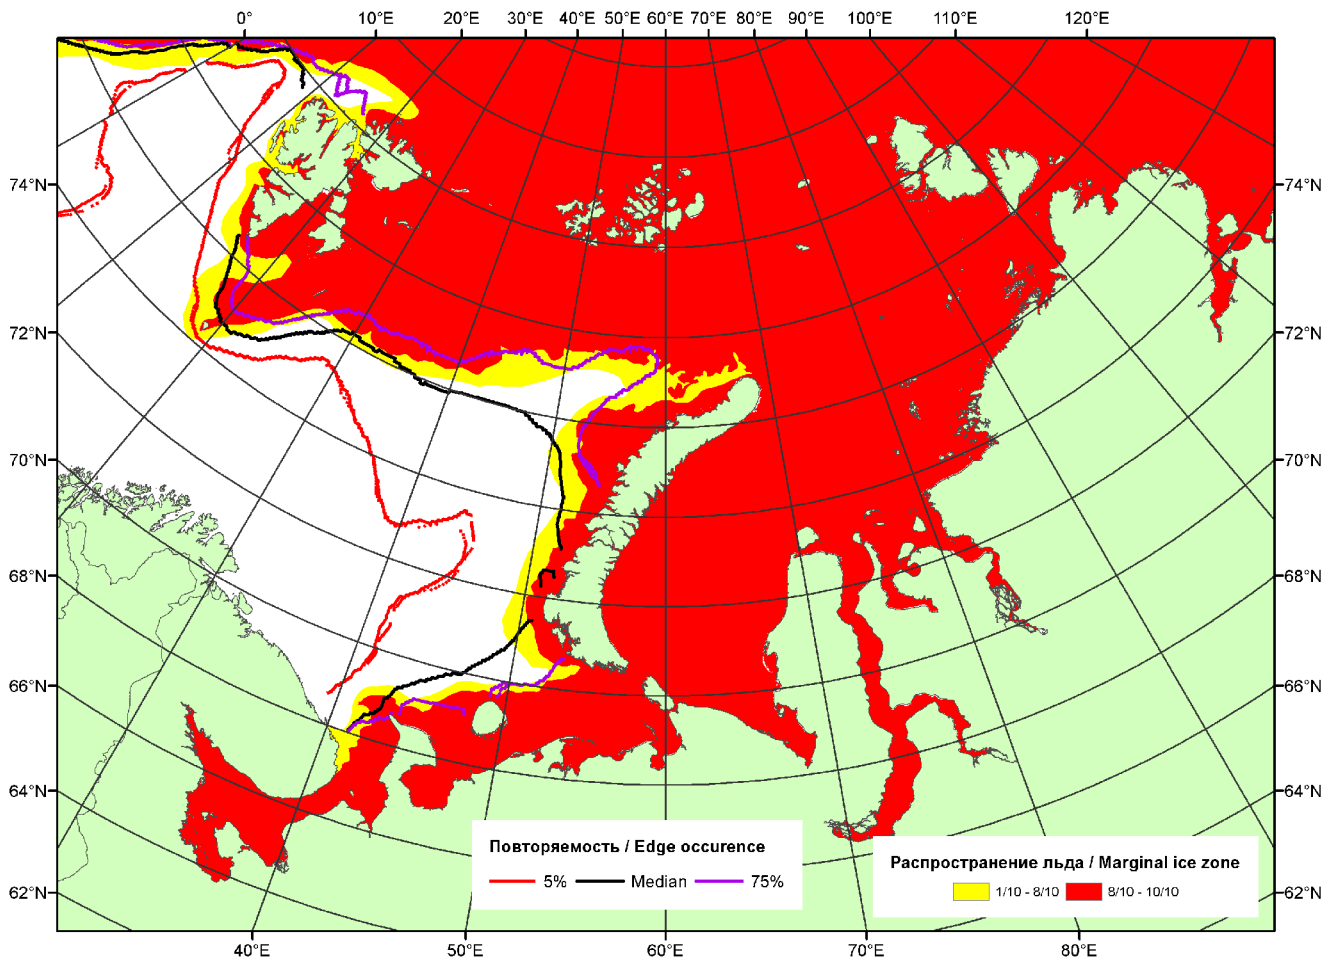 0° 10°E 20°E 30°E 40°E 50°E 60°E 70°E 80°E 90°E 100°E 110°E 120°E
74°N 74°N
72°N 72°N
70°N 70°N
68°N 68°N
66°N 66°N
64°N 64°N
62°N 62°N
Повторяемость / Edge occurence
5% Median 75%
Распространение льда / Marginal ice zone
1/10 - 8/10 8/10 - 10/10
40°E 50°E 60°E 70°E 80°E